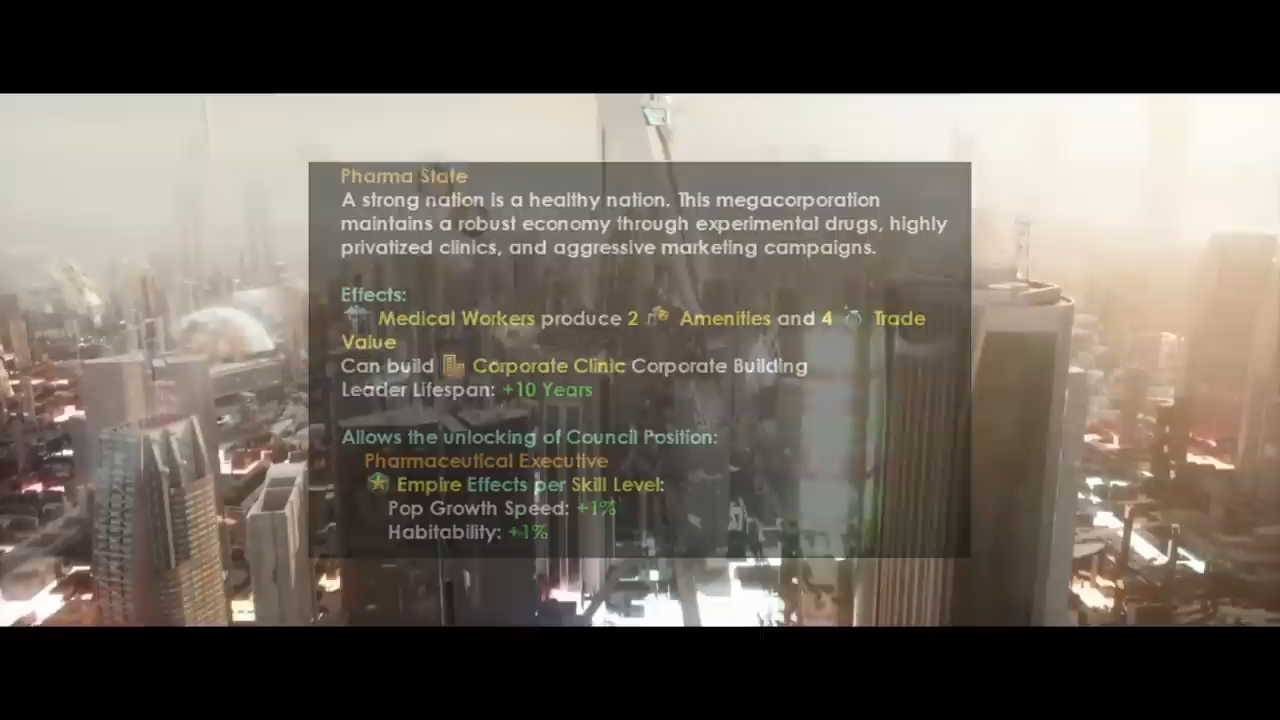 Pharma State
A strong nation is a healthy nation. This megacorporation
maintains a robust economy through experimental drugs, highly
privatized clinics, and aggressive marketing campaigns.
Effects:
Medical Workers produce 2 Amenities and 4 Trade
Value
Can build Corporate Clinic Corporate Building
Leader Lifespan: +10 Years
Allows the unlocking of Council Position:
Pharmaceutical Executive
Empire Effects per Skill Level:
Pop Growth Speed: +1%
Habitability: +1%